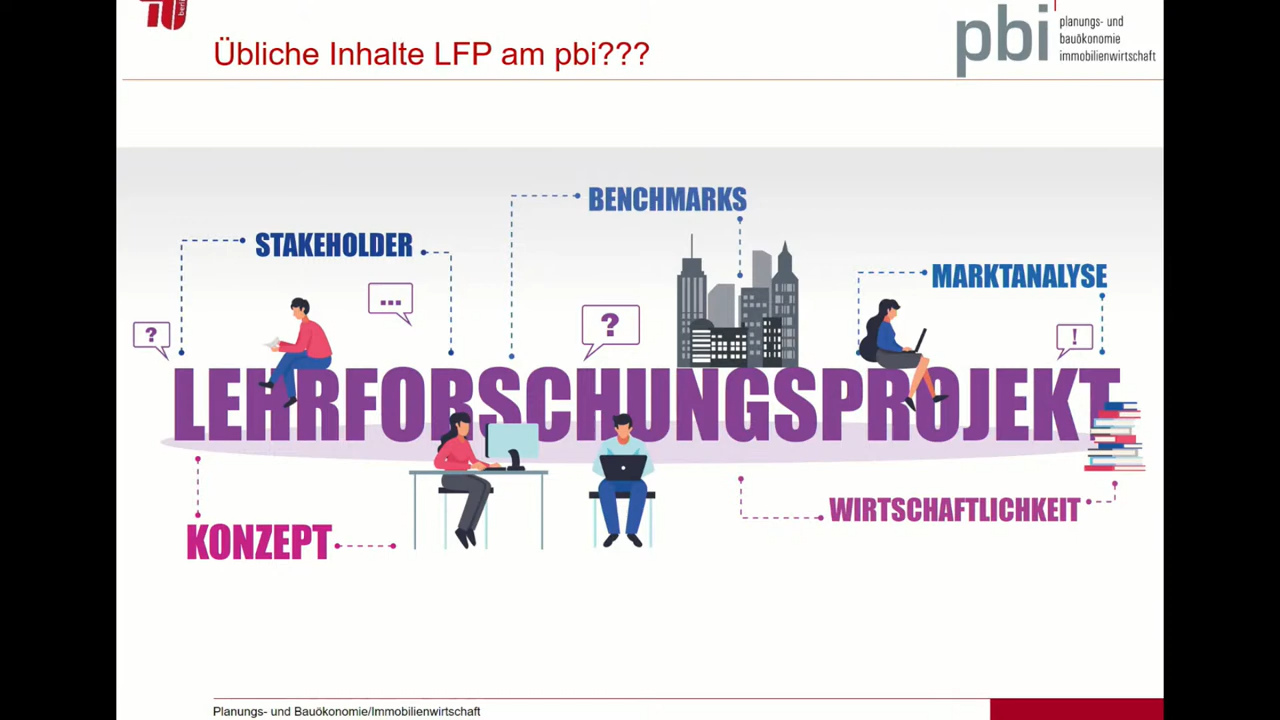 berlin
Übliche Inhalte LFP am pbi???
pbi
planungs- und
bauökonomie
immobilienwirtschaft
BENCHMARKS
STAKEHOLDER
MARKTANALYSE
...
?
?
!
LEHRFORSCHUNGSPROJEKT
WIRTSCHAFTLICHKEIT
KONZEPT
Planungs- und Bauökonomie/Immobilienwirtschaft